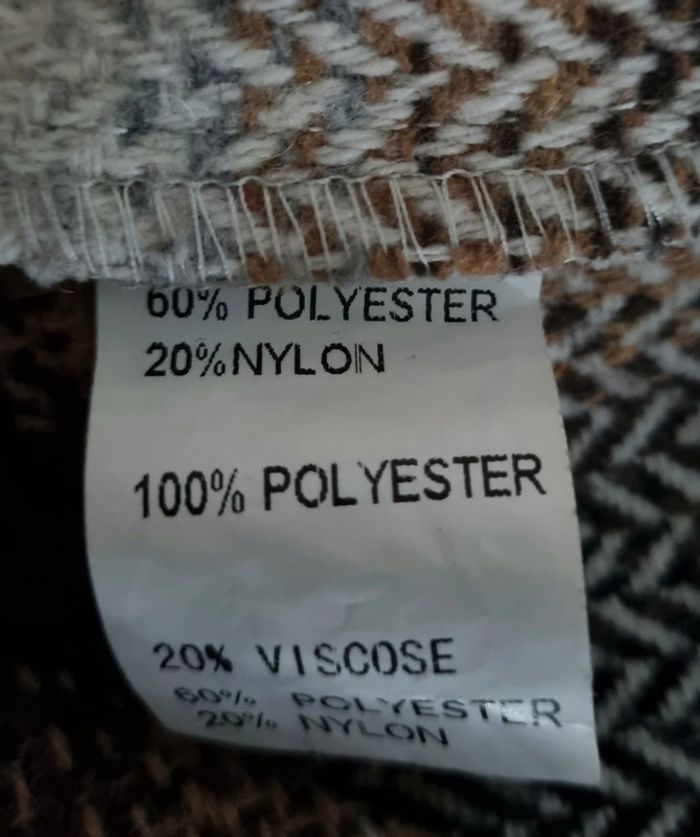 60% POLYESTER
20%NYLON
100% POLYESTER
20% VISCOSE
60% POLYESTER
20% NYLON